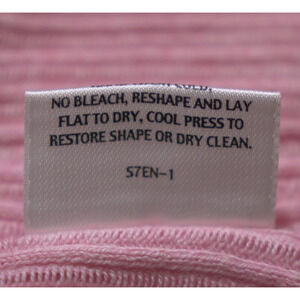 NO BLEACH, RESHAPE AND LAY
FLAT TO DRY, COOL PRESS TO
RESTORE SHAPE OR DRY CLEAN.
S7EN-1